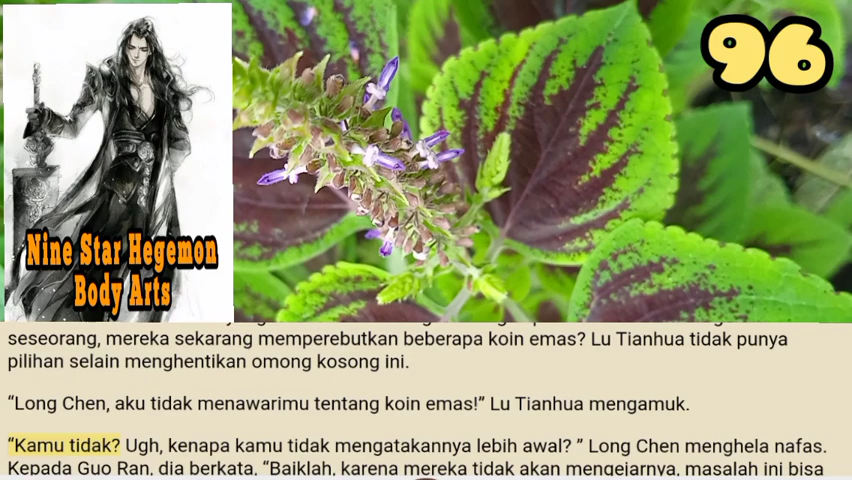 96
Nine Star Hegemon
Body Arts
seseorang, mereka sekarang memperebutkan beberapa koin emas? Lu Tianhua tidak punya
pilihan selain menghentikan omong kosong ini.
“Long Chen, aku tidak menawarimu tentang koin emas!” Lu Tianhua mengamuk.
“Kamu tidak? Ugh, kenapa kamu tidak mengatakannya lebih awal? ” Long Chen menghela nafas.
Kepada Guo Ran, dia berkata, “Baiklah, karena mereka tidak akan mengejarnya, masalah ini bisa